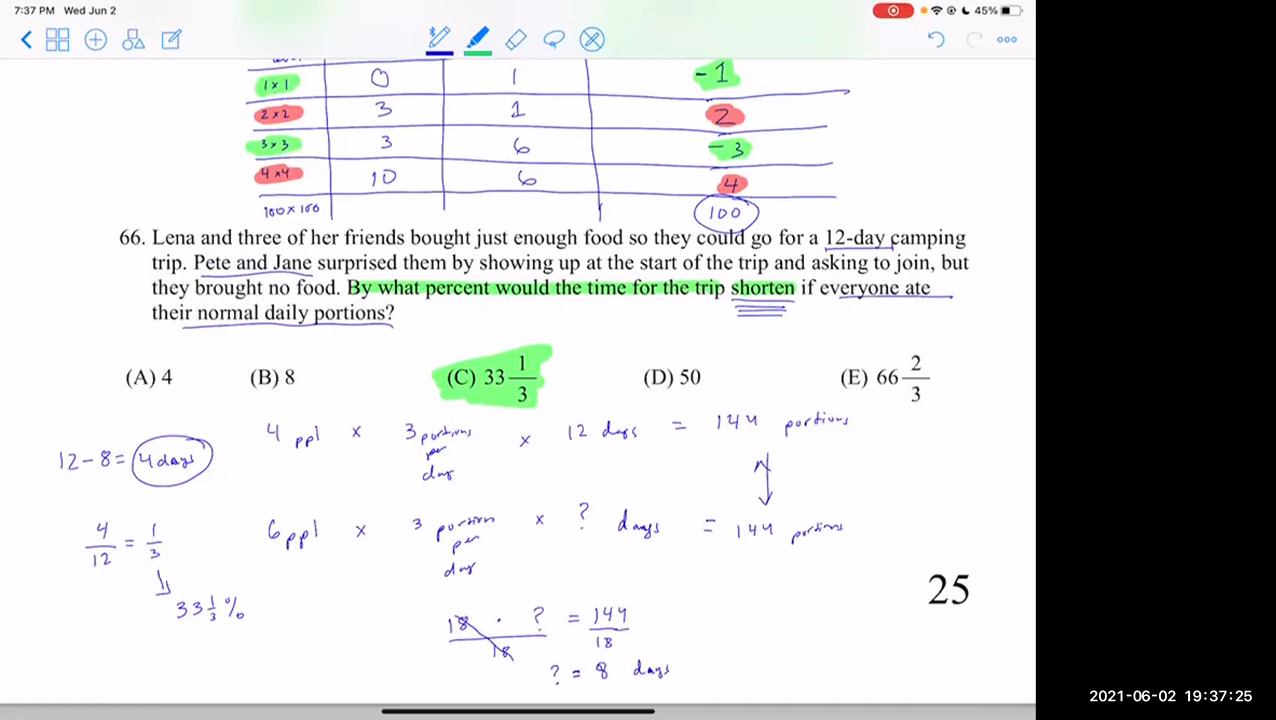 7:37 PM Wed Jun 2
45%
1 x 1 0 1 - 1
2 x 2 3 1 2
3 x 3 3 6 - 3
4 x 4 10 6 4
100 x 100 100
66. Lena and three of her friends bought just enough food so they could go for a 12-day camping
trip. Pete and Jane surprised them by showing up at the start of the trip and asking to join, but
they brought no food. By what percent would the time for the trip shorten if everyone ate
their normal daily portions?
(A) 4 (B) 8 (C) 33 1/3 (D) 50 (E) 66 2/3
4 ppl x 3 portions per day x 12 days = 144 portions
12 - 8 = 4 days
6 ppl x 3 portion per day x ? days = 144 portions
4/12 = 1/3
33 1/3 %
25
18 · ? / 18 = 144 / 18
? = 8 days
2021-06-02 19:37:25